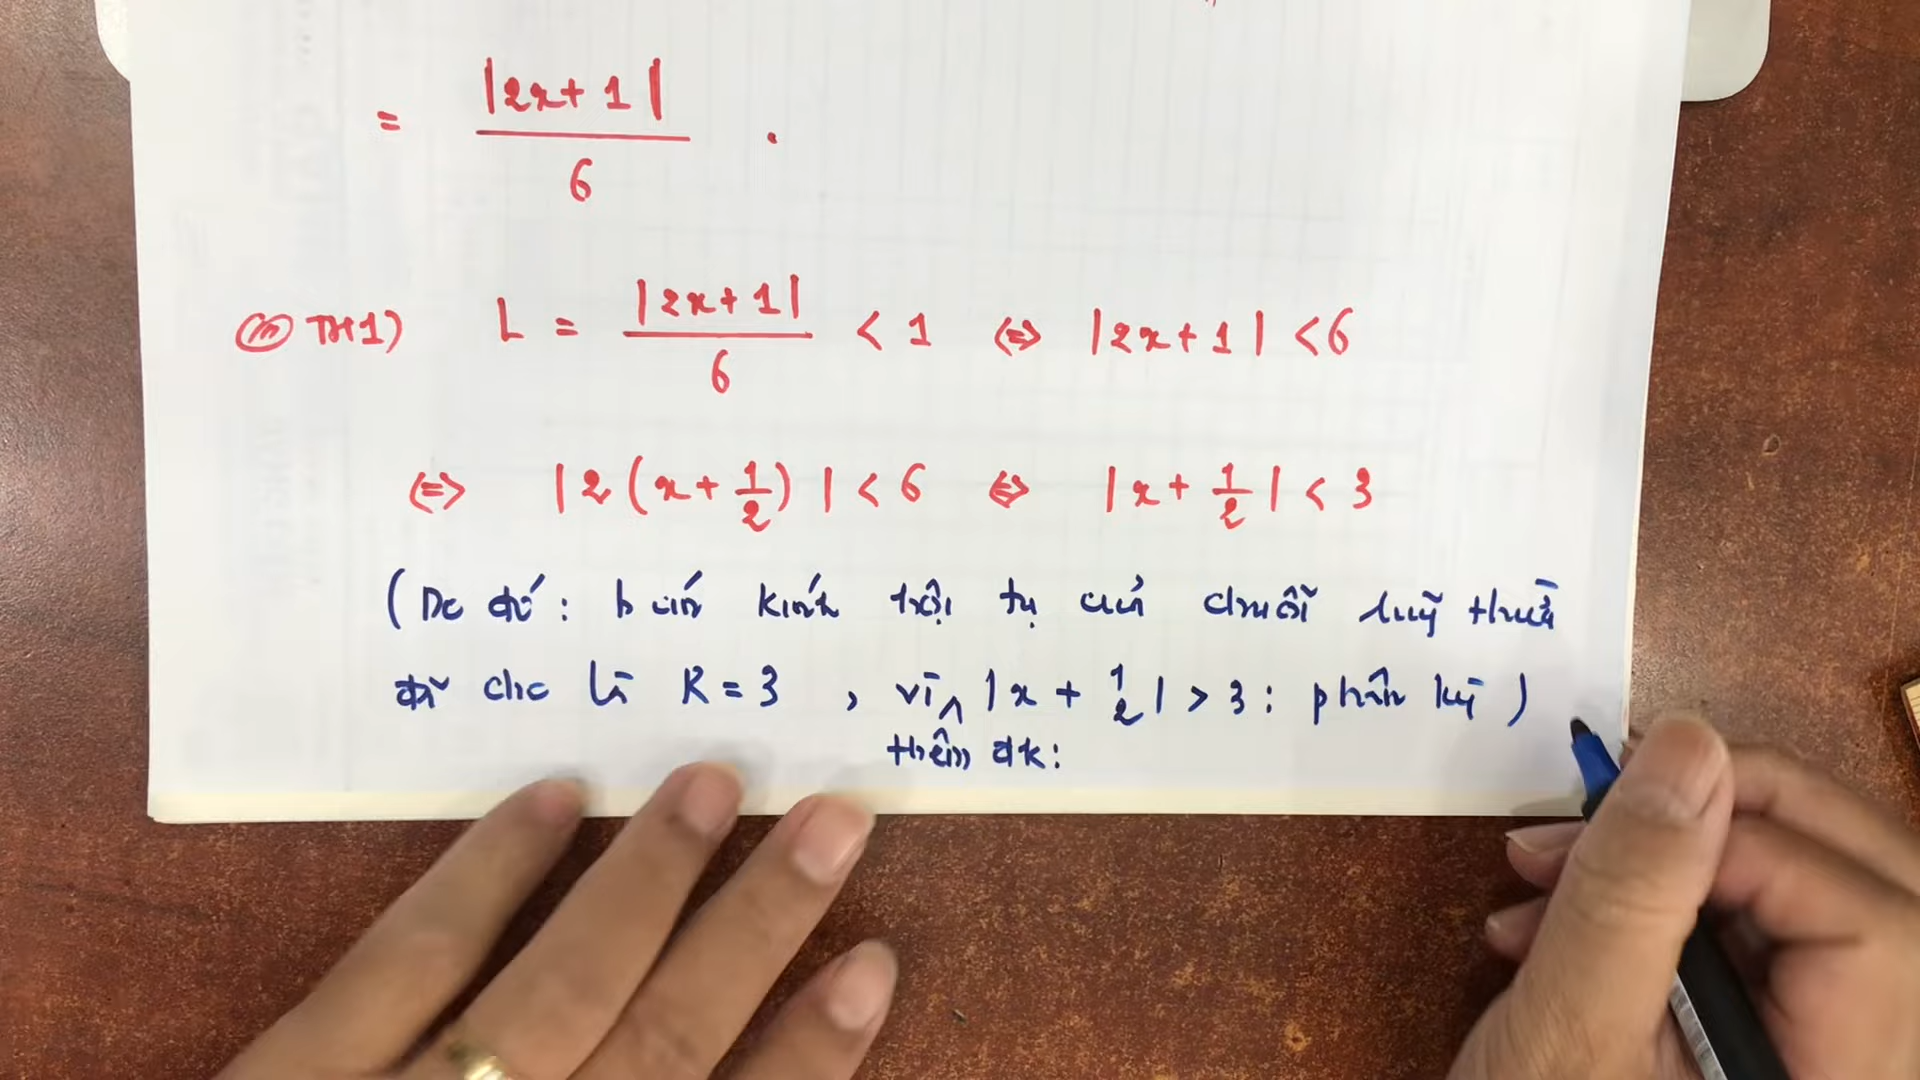 = |2x+1| / 6 .
TH1) L = |2x+1| / 6 < 1 ⇔ |2x+1| < 6
⇔ |2(x + 1/2)| < 6 ⇔ |x + 1/2| < 3
(Do đó: bán kính hội tụ của chuỗi luỹ thừa
đã cho là R = 3 , vì ^ |x + 1/2| > 3 : phân kỳ )
thêm đk: